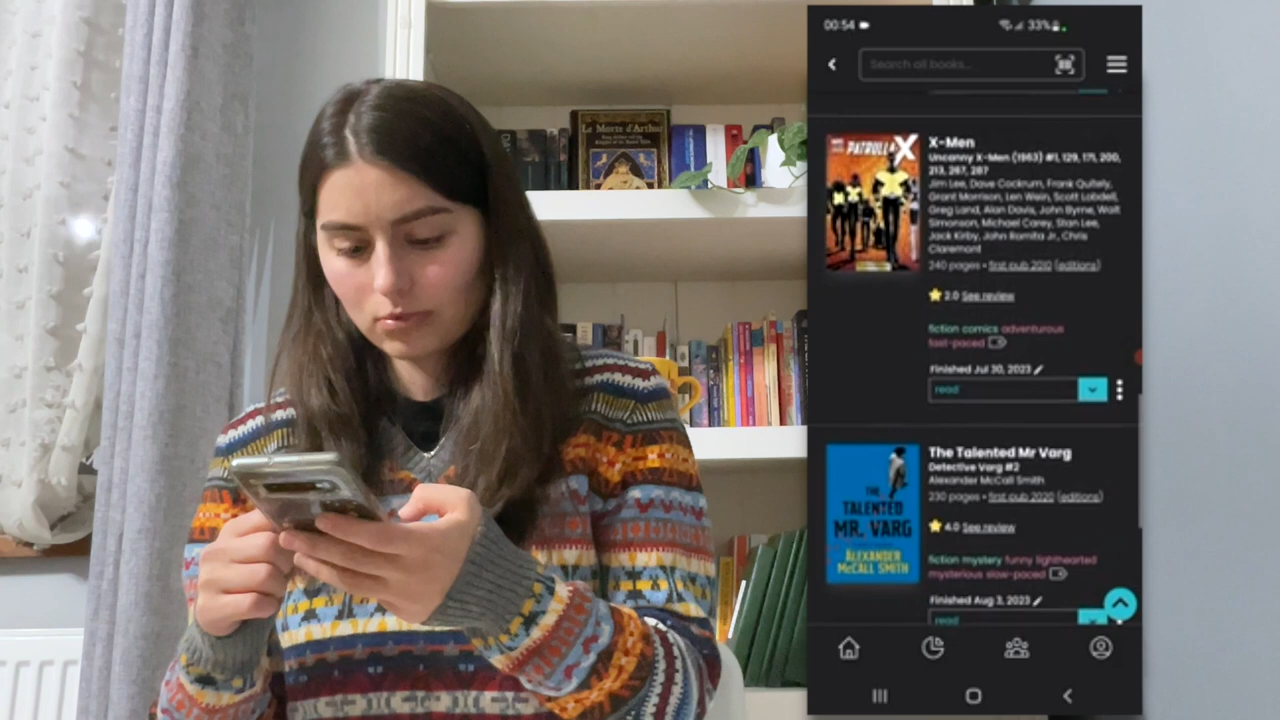 Le Morte d'Arthur
00:54
33%
Search all books...
PATRULLA X
X-Men
Uncanny X-Men (1963) #1, 129, 171, 200,
213, 267, 287
Jim Lee, Dave Cockrum, Frank Quitely,
Grant Morrison, Len Wein, Scott Lobdell,
Greg Land, Alan Davis, John Byrne, Walt
Simonson, Michael Carey, Stan Lee,
Jack Kirby, John Romita Jr., Chris
Claremont
240 pages • first pub 2010 (editions)
2.0 See review
fiction comics adventurous
fast-paced
Finished Jul 30, 2023
read
THE
TALENTED
MR. VARG
ALEXANDER
McCALL SMITH
The Talented Mr Varg
Detective Varg #2
Alexander McCall Smith
230 pages • first pub 2020 (editions)
4.0 See review
fiction mystery funny lighthearted
mysterious slow-paced
Finished Aug 3, 2023
read